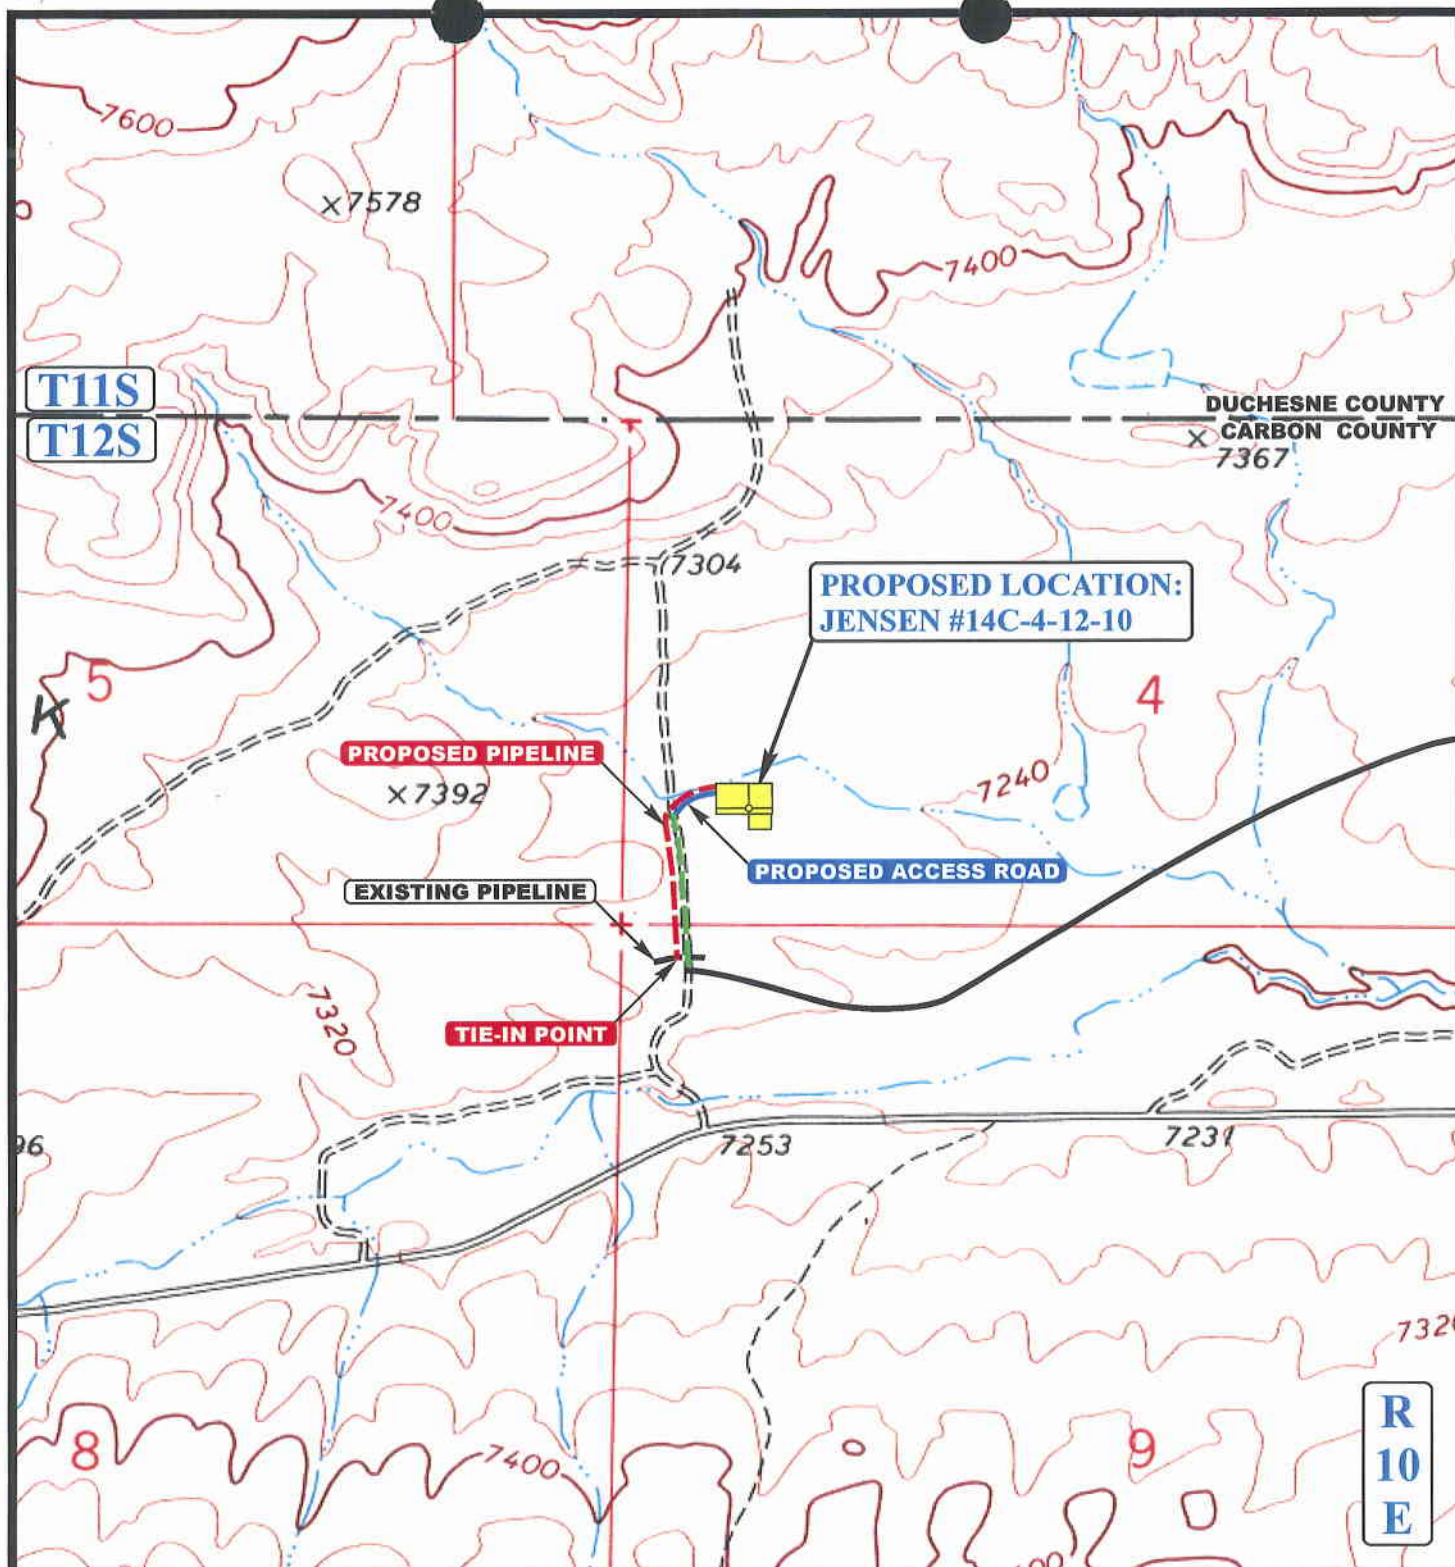 7600
7578
7400
T11S
DUCHESNE COUNTY
T12S
CARBON COUNTY
7367
7400
7304
PROPOSED LOCATION:
JENSEN #14C-4-12-10
5
4
PROPOSED PIPELINE
7392
7240
PROPOSED ACCESS ROAD
EXISTING PIPELINE
7320
TIE-IN POINT
96
7253
7231
7320
R
10
E
8
7400
9